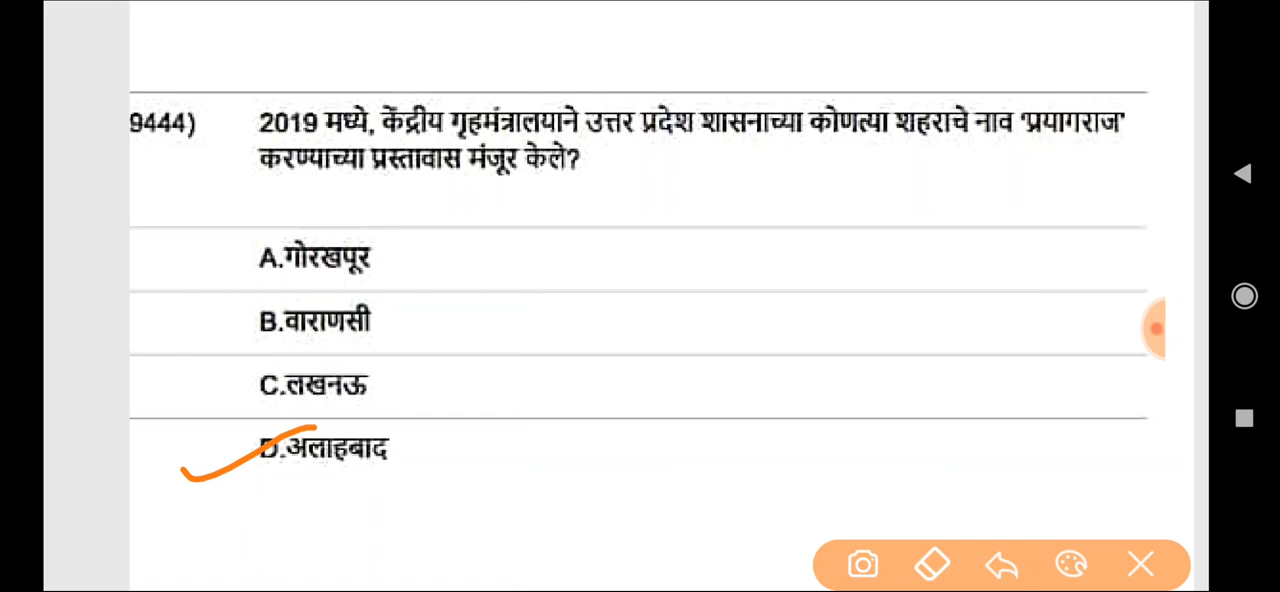 9444) 2019 मध्ये, केंद्रीय गृहमंत्रालयाने उत्तर प्रदेश शासनाच्या कोणत्या शहराचे नाव 'प्रयागराज'
करण्याच्या प्रस्तावास मंजूर केले?
A.गोरखपूर
B.वाराणसी
C.लखनऊ
D.अलाहबाद